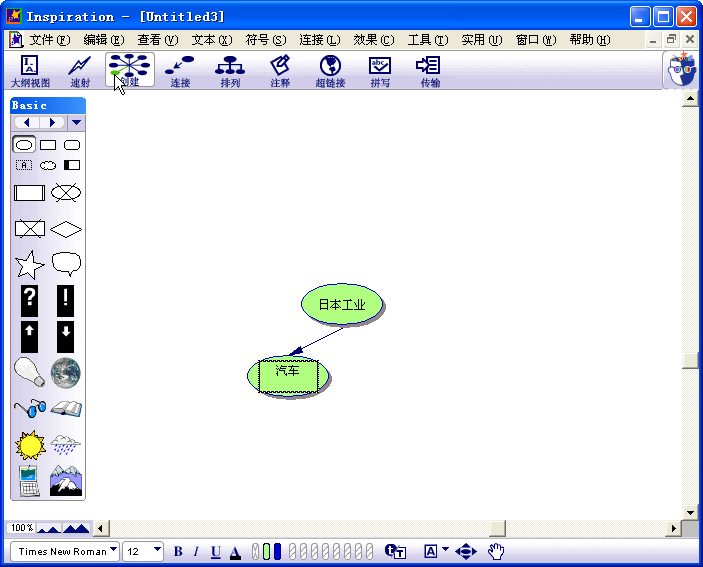 Inspiration - [Untitled3]
文件(F) 编辑(E) 查看(V) 文本(X) 符号(S) 连接(L) 效果(C) 工具(T) 实用(U) 窗口(W) 帮助(H)
大纲视图 速射 创建 连接 排列 注释 超链接 拼写 传输
Basic
A
? !
日本工业
汽车
100%
Times New Roman 12 B I U A A